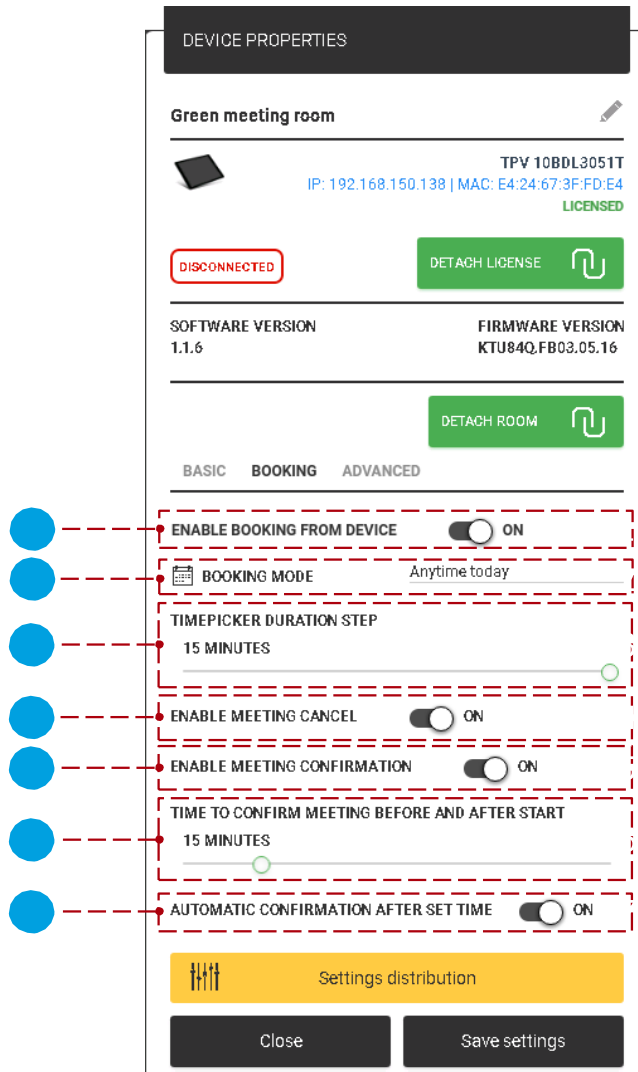 DEVICE PROPERTIES
Green meeting room
TPV 10BDL3051T
IP: 192.168.150.138 | MAC: E4:24:67:3F:FD:E4
LICENSED
DISCONNECTED
DETACH LICENSE
SOFTWARE VERSION FIRMWARE VERSION
1.1.6 KTU84Q.FB03.05.16
DETACH ROOM
BASIC BOOKING ADVANCED
ENABLE BOOKING FROM DEVICE ON
BOOKING MODE Anytime today
TIMEPICKER DURATION STEP
15 MINUTES
ENABLE MEETING CANCEL ON
ENABLE MEETING CONFIRMATION ON
TIME TO CONFIRM MEETING BEFORE AND AFTER START
15 MINUTES
AUTOMATIC CONFIRMATION AFTER SET TIME ON
Settings distribution
Close Save settings